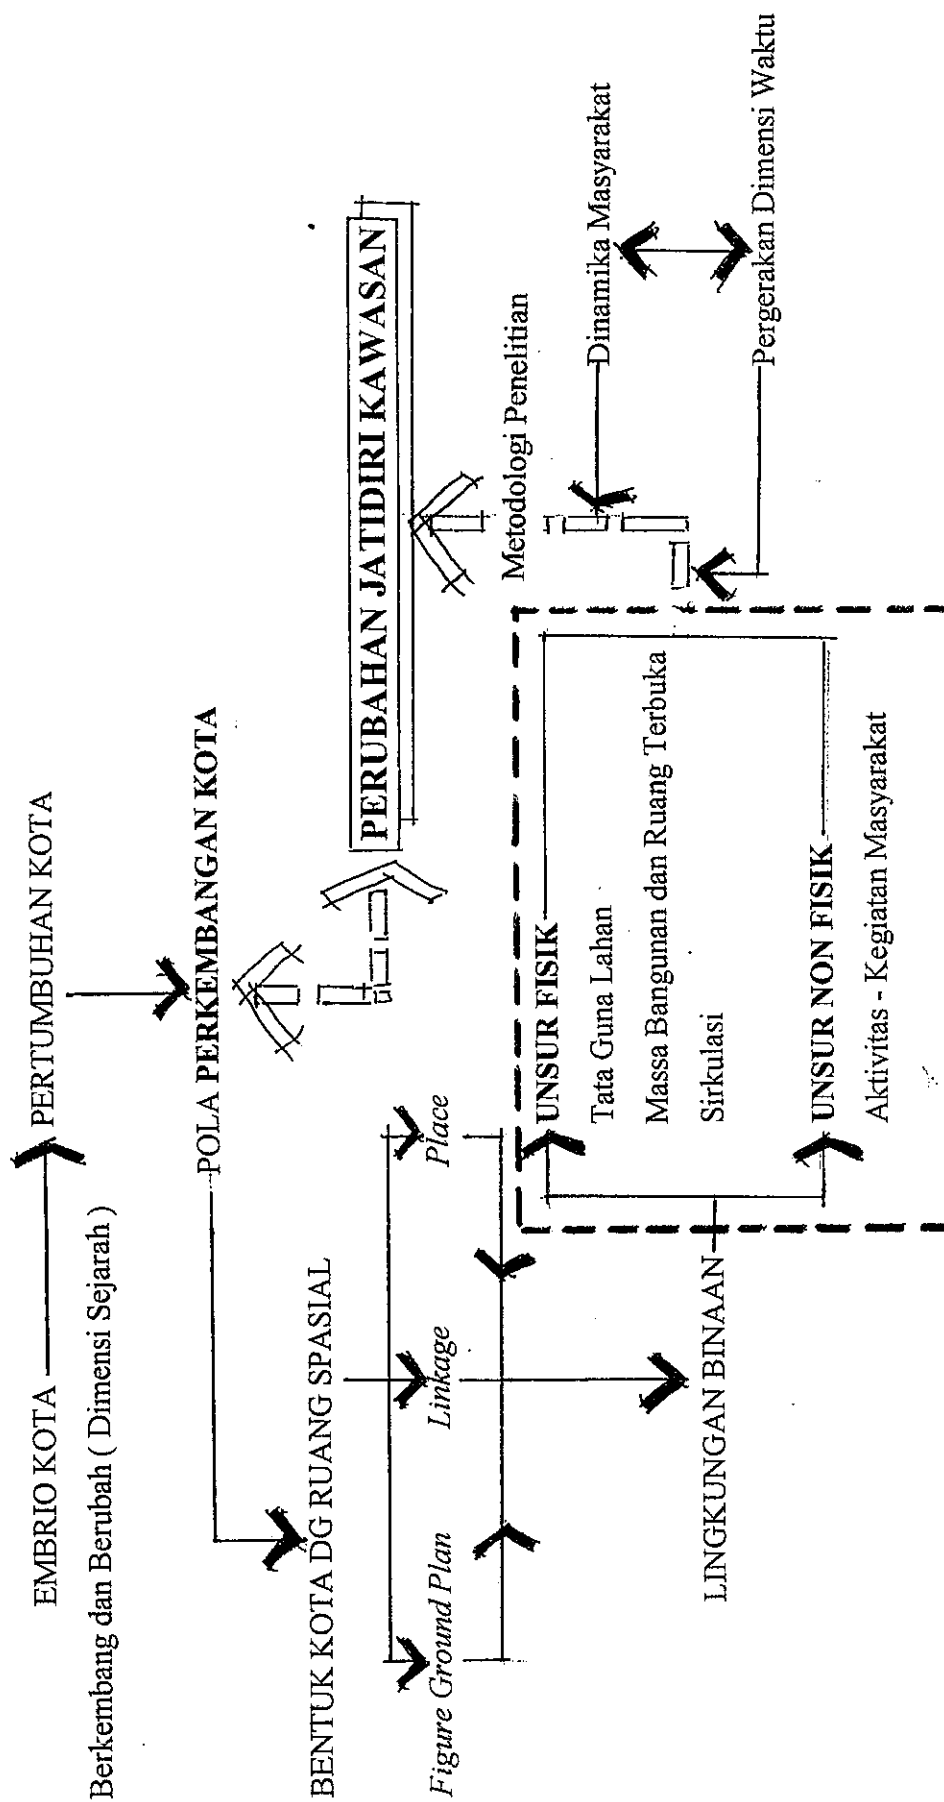 EMBRIO KOTA
PERTUMBUHAN KOTA
Berkembang dan Berubah ( Dimensi Sejarah )
POLA PERKEMBANGAN KOTA
BENTUK KOTA DG RUANG SPASIAL
PERUBAHAN JATIDIRI KAWASAN
Figure Ground Plan
Linkage
Place
Metodologi Penelitian
UNSUR FISIK
Tata Guna Lahan
Massa Bangunan dan Ruang Terbuka
Sirkulasi
Dinamika Masyarakat
LINGKUNGAN BINAAN
Pergerakan Dimensi Waktu
UNSUR NON FISIK
Aktivitas - Kegiatan Masyarakat